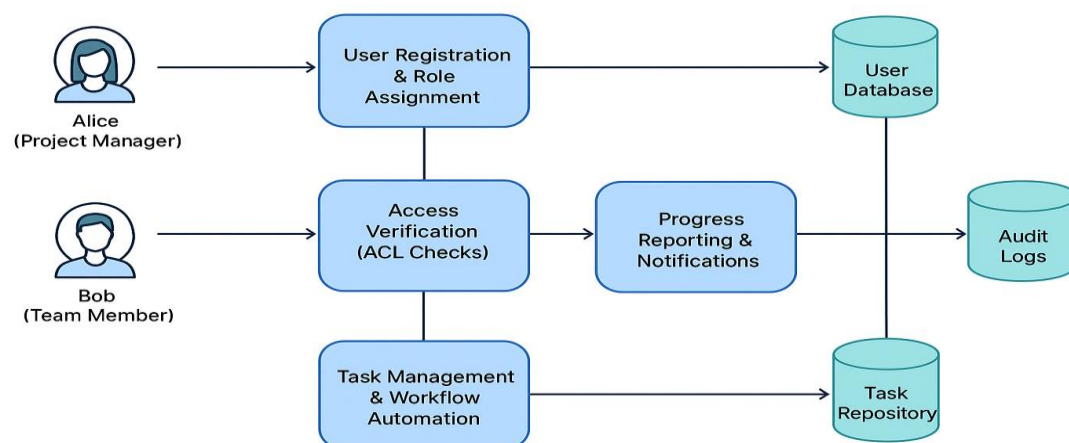 Alice
(Project Manager)
User Registration
& Role
Assignment
User
Database
Bob
(Team Member)
Access
Verification
(ACL Checks)
Progress
Reporting &
Notifications
Audit
Logs
Task Management
& Workflow
Automation
Task
Repository